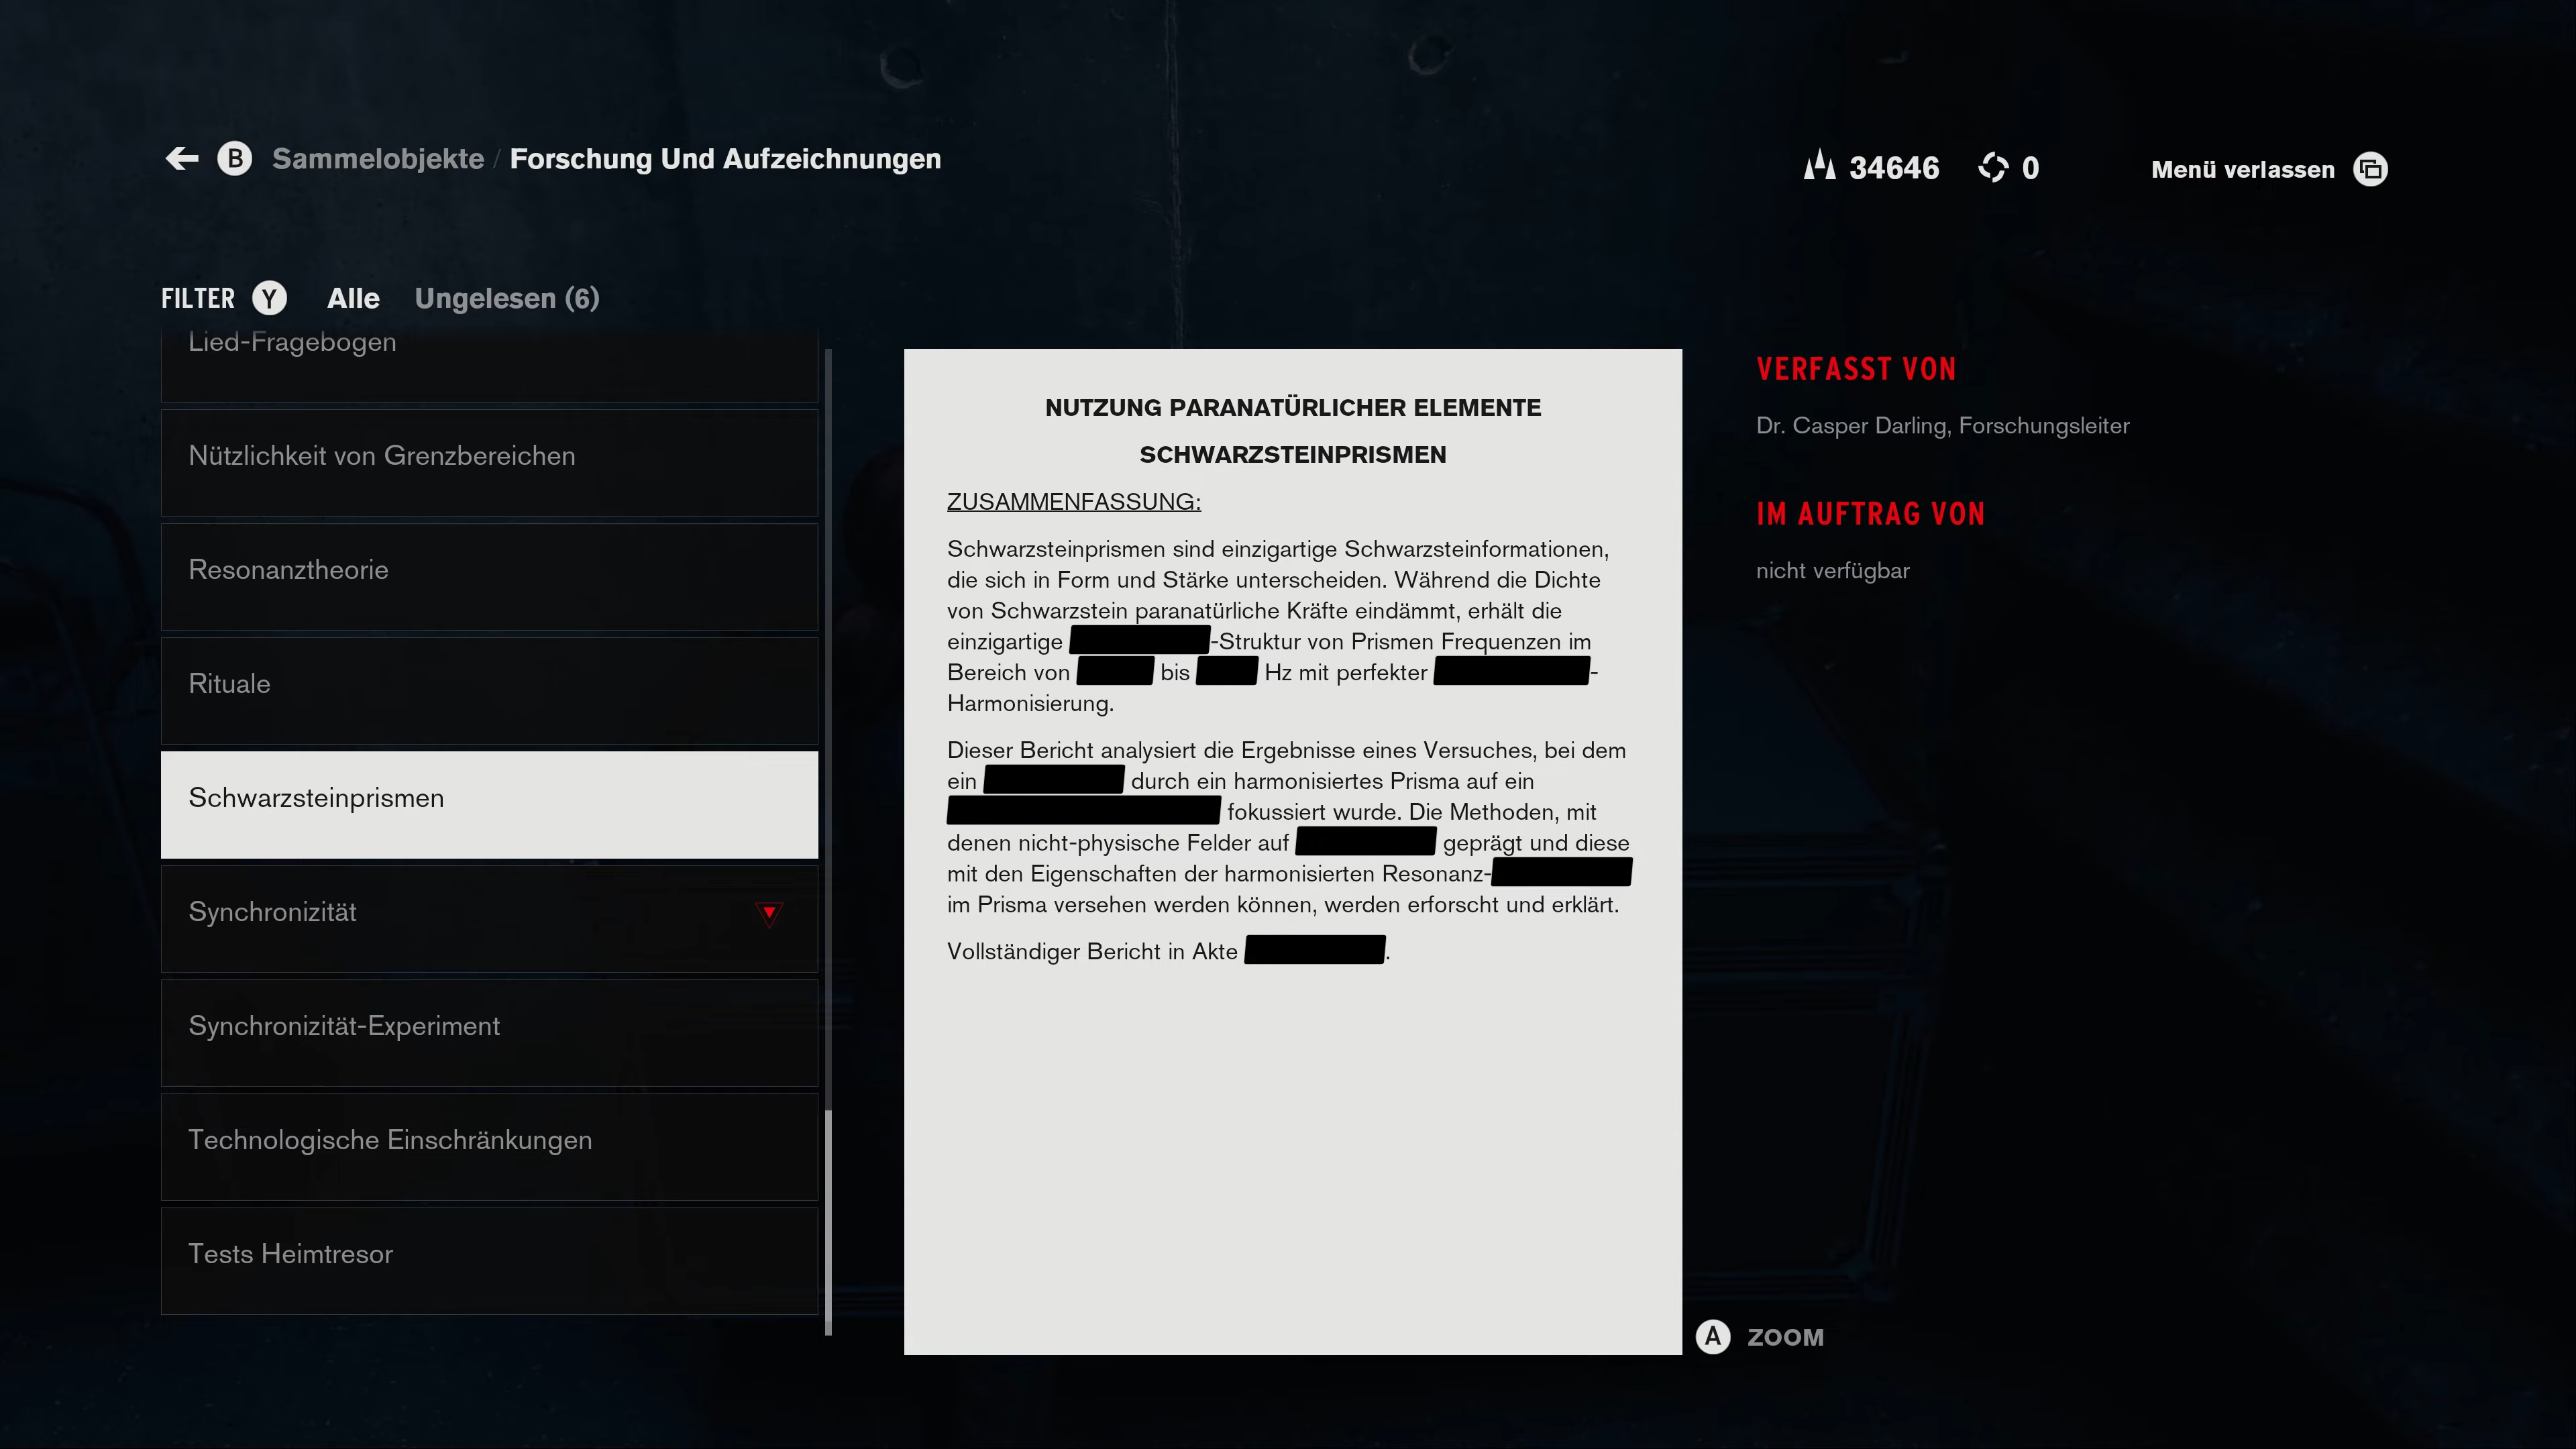 B Sammelobjekte / Forschung Und Aufzeichnungen
34646 0 Menü verlassen
FILTER Y Alle Ungelesen (6)
Lied-Fragebogen
Nützlichkeit von Grenzbereichen
Resonanztheorie
Rituale
Schwarzsteinprismen
Synchronizität
Synchronizität-Experiment
Technologische Einschränkungen
Tests Heimtresor
NUTZUNG PARANATÜRLICHER ELEMENTE
SCHWARZSTEINPRISMEN
ZUSAMMENFASSUNG:
Schwarzsteinprismen sind einzigartige Schwarzsteinformationen,
die sich in Form und Stärke unterscheiden. Während die Dichte
von Schwarzstein paranatürliche Kräfte eindämmt, erhält die
einzigartige -Struktur von Prismen Frequenzen im
Bereich von bis Hz mit perfekter -
Harmonisierung.
Dieser Bericht analysiert die Ergebnisse eines Versuches, bei dem
ein durch ein harmonisiertes Prisma auf ein
fokussiert wurde. Die Methoden, mit
denen nicht-physische Felder auf geprägt und diese
mit den Eigenschaften der harmonisierten Resonanz-
im Prisma versehen werden können, werden erforscht und erklärt.
Vollständiger Bericht in Akte .
VERFASST VON
Dr. Casper Darling, Forschungsleiter
IM AUFTRAG VON
nicht verfügbar
A ZOOM